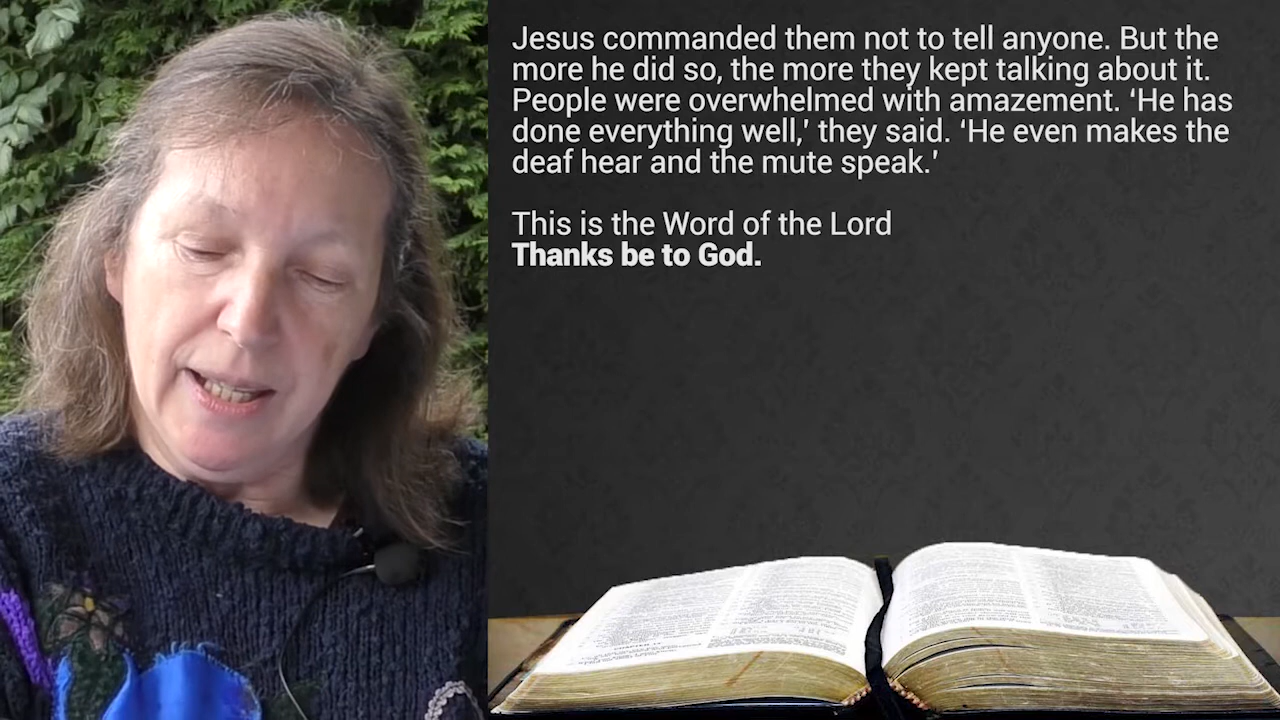 Jesus commanded them not to tell anyone. But the
more he did so, the more they kept talking about it.
People were overwhelmed with amazement. ‘He has
done everything well,’ they said. ‘He even makes the
deaf hear and the mute speak.’
This is the Word of the Lord
Thanks be to God.